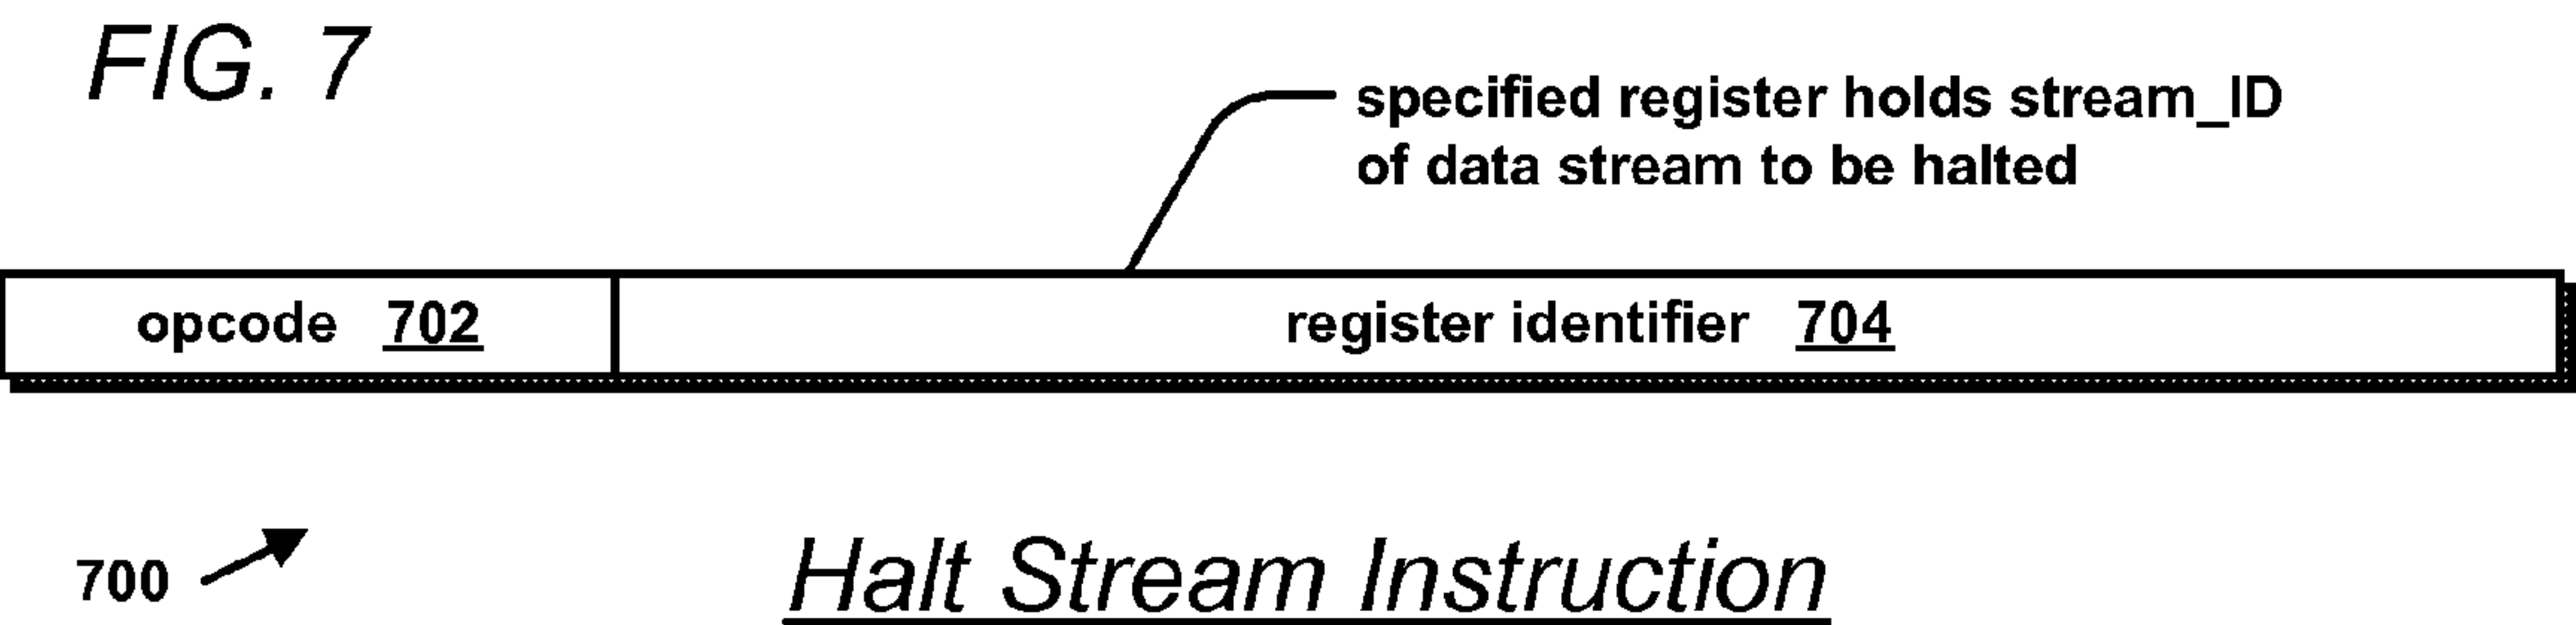 FIG. 7
specified register holds stream_ID
of data stream to be halted
opcode 702 register identifier 704
700
Halt Stream Instruction